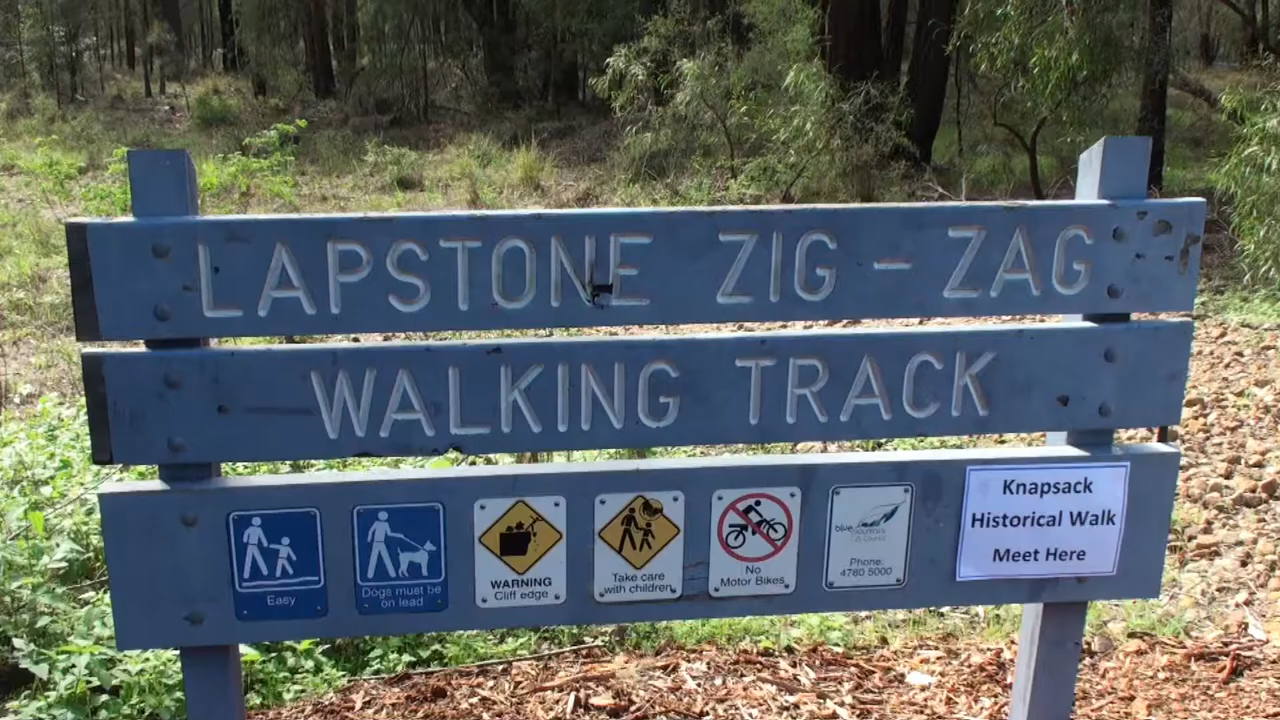 LAPSTONE ZIG – ZAG
WALKING TRACK
Easy
Dogs must be
on lead
WARNING
Cliff edge
Take care
with children
No
Motor Bikes
blue mountains
City Council
Phone:
4780 5000
Knapsack
Historical Walk
Meet Here